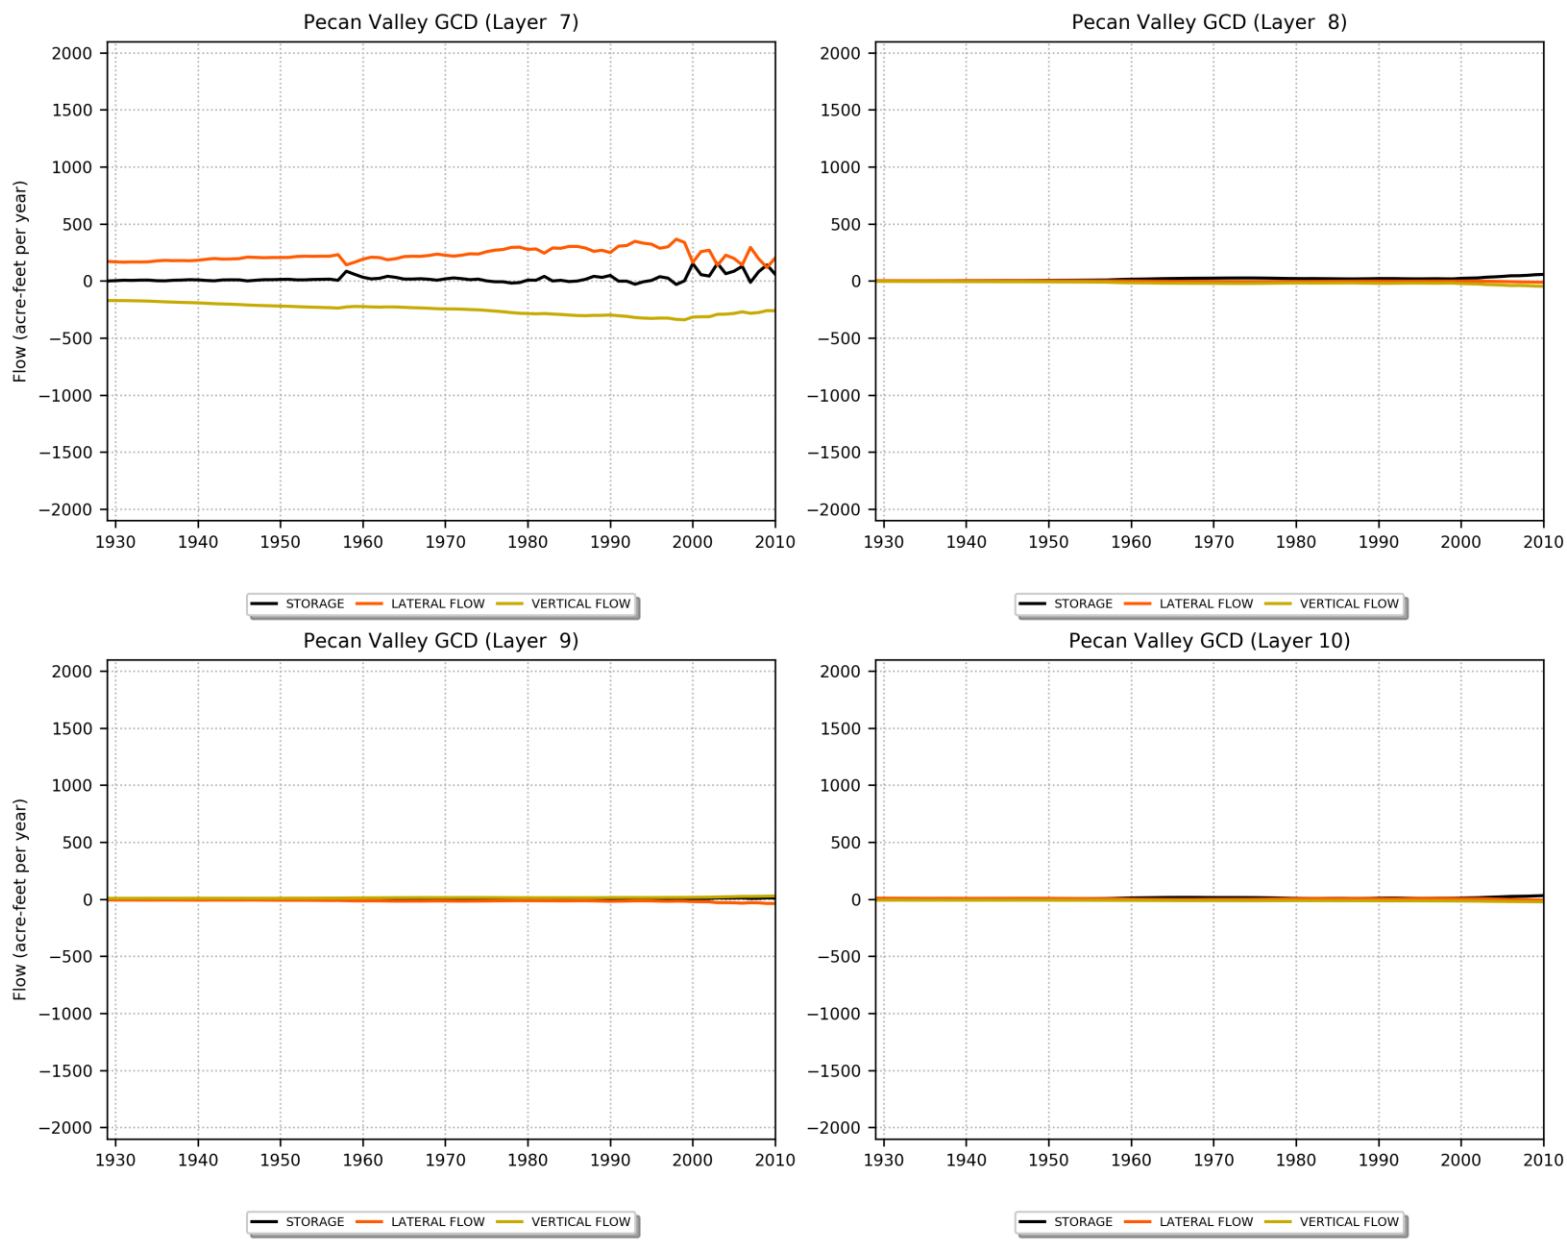 Pecan Valley GCD (Layer  7)
2000
1500
1000
500
0
−500
−1000
−1500
−2000
Flow (acre-feet per year)
1930 1940 1950 1960 1970 1980 1990 2000 2010
STORAGE LATERAL FLOW VERTICAL FLOW
Pecan Valley GCD (Layer  8)
2000
1500
1000
500
0
−500
−1000
−1500
−2000
1930 1940 1950 1960 1970 1980 1990 2000 2010
STORAGE LATERAL FLOW VERTICAL FLOW
Pecan Valley GCD (Layer  9)
2000
1500
1000
500
0
−500
−1000
−1500
−2000
Flow (acre-feet per year)
1930 1940 1950 1960 1970 1980 1990 2000 2010
STORAGE LATERAL FLOW VERTICAL FLOW
Pecan Valley GCD (Layer 10)
2000
1500
1000
500
0
−500
−1000
−1500
−2000
1930 1940 1950 1960 1970 1980 1990 2000 2010
STORAGE LATERAL FLOW VERTICAL FLOW